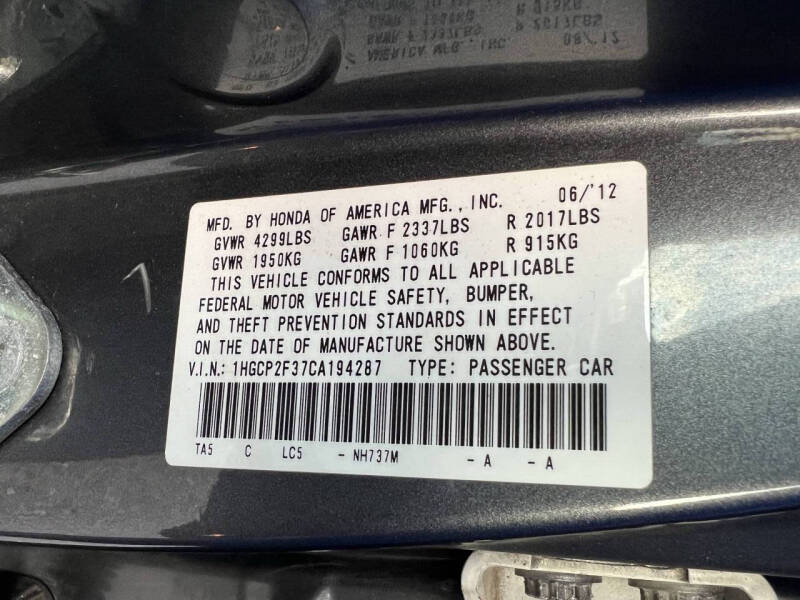 MFD. BY HONDA OF AMERICA MFG., INC. 06/'12
GVWR 4299LBS GAWR F 2337LBS R 2017LBS
GVWR 1950KG GAWR F 1060KG R 915KG
THIS VEHICLE CONFORMS TO ALL APPLICABLE
FEDERAL MOTOR VEHICLE SAFETY, BUMPER,
AND THEFT PREVENTION STANDARDS IN EFFECT
ON THE DATE OF MANUFACTURE SHOWN ABOVE.
V.I.N.: 1HGCP2F37CA194287 TYPE: PASSENGER CAR
TA5 C LC5 - NH737M - A - A